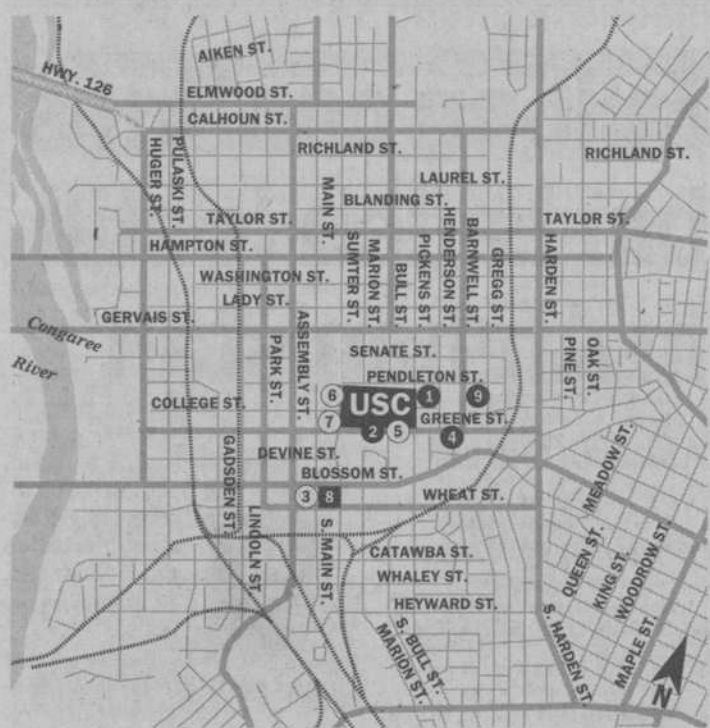 AIKEN ST.
HWY. 126
ELMWOOD ST.
CALHOUN ST.
RICHLAND ST.
RICHLAND ST.
HUGER ST.
PULASKI ST.
LAUREL ST.
MAIN ST.
BLANDING ST.
TAYLOR ST.
TAYLOR ST.
HAMPTON ST.
SUMTER ST.
MARION ST.
BULL ST.
PICKENS ST.
HENDERSON ST.
BARNWELL ST.
GREGG ST.
HARDEN ST.
WASHINGTON ST.
LADY ST.
GERVAIS ST.
Congaree
River
PARK ST.
ASSEMBLY ST.
SENATE ST.
PINE ST.
OAK ST.
PENDLETON ST.
6
USC
1
9
COLLEGE ST.
7
2
5
GREENE ST.
4
GADSDEN ST.
DEVINE ST.
BLOSSOM ST.
MEADOW ST.
3
8
WHEAT ST.
LINCOLN ST
S. MAIN ST.
CATAWBA ST.
WHALEY ST.
HEYWARD ST.
QUEEN ST.
KING ST.
WOODROW ST.
MAPLE ST.
S. BULL ST.
MARION ST.
S. HARDEN ST.
N